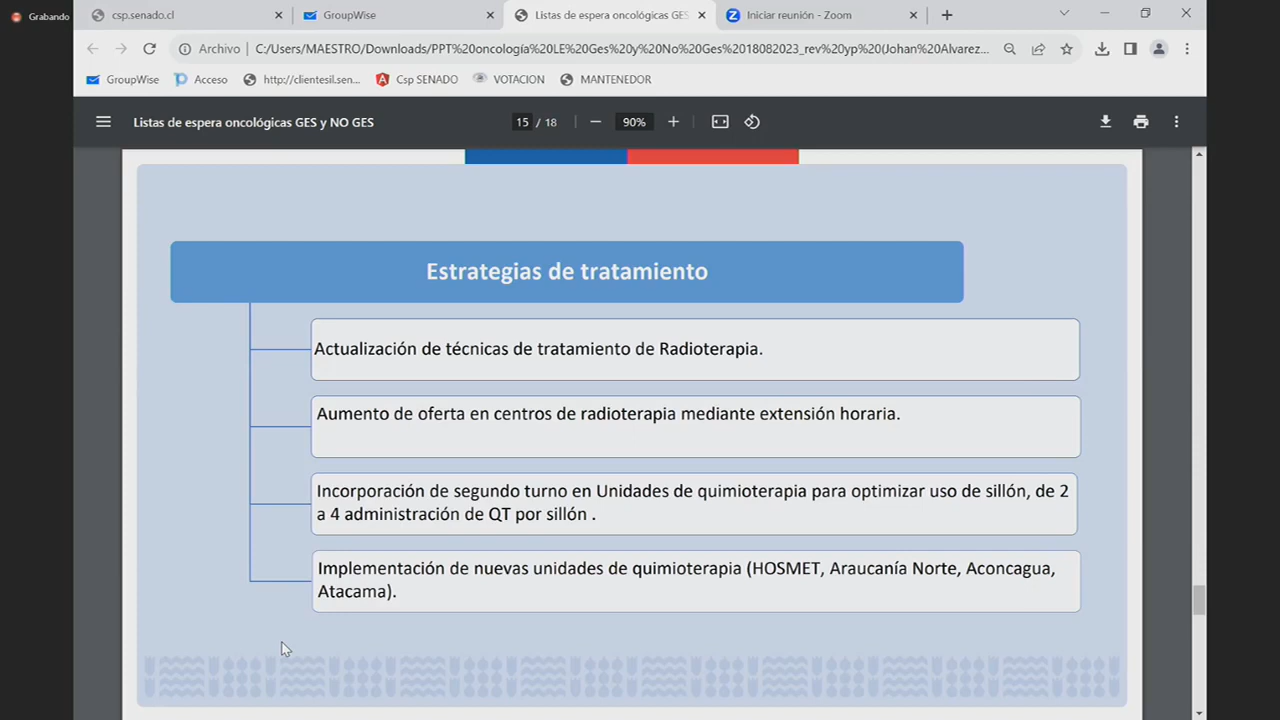 Grabando
csp.senado.cl
GroupWise
Listas de espera oncológicas GES
Iniciar reunión - Zoom
Archivo
C:/Users/MAESTRO/Downloads/PPT%20oncología%20LE%20Ges%20y%20No%20Ges%2018082023_rev%20yp%20(Johan%20Alvarez...
GroupWise
Acceso
http://clientesil.sen...
Csp SENADO
VOTACION
MANTENEDOR
Listas de espera oncológicas GES y NO GES
15 / 18
90%
Estrategias de tratamiento
Actualización de técnicas de tratamiento de Radioterapia.
Aumento de oferta en centros de radioterapia mediante extensión horaria.
Incorporación de segundo turno en Unidades de quimioterapia para optimizar uso de sillón, de 2
a 4 administración de QT por sillón .
Implementación de nuevas unidades de quimioterapia (HOSMET, Araucanía Norte, Aconcagua,
Atacama).